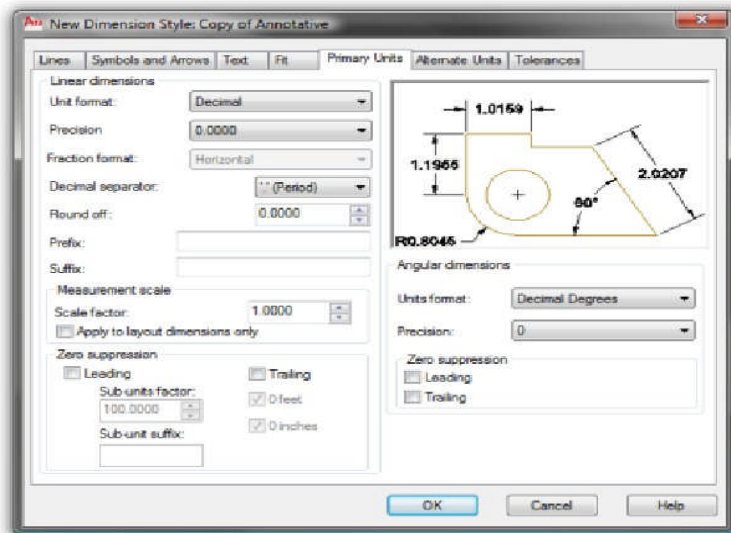 New Dimension Style: Copy of Annotative
Lines
Symbols and Arrows
Text
Fit
Primary Units
Alternate Units
Tolerances
Linear dimensions
Unit format:
Decimal
Precision
0.0000
Fraction format:
Horizontal
Decimal separator:
'.' (Period)
Round off:
0.0000
Prefix:
Suffix:
Measurement scale
Scale factor:
1.0000
Apply to layout dimensions only
Zero suppression
Leading
Trailing
Sub-units factor:
100.0000
0 feet
0 inches
Sub-unit suffix:
1.0159
1.1955
2.0207
60°
R0.8045
Angular dimensions
Units format:
Decimal Degrees
Precision:
0
Zero suppression
Leading
Trailing
OK
Cancel
Help